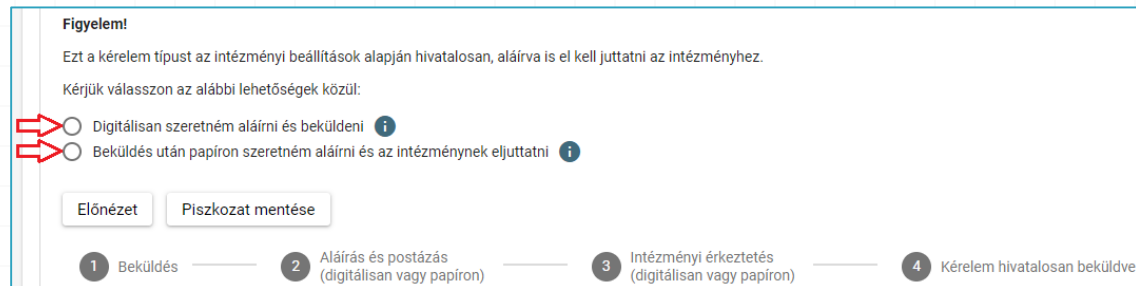 Figyelem!
Ezt a kérelem típust az intézményi beállítások alapján hivatalosan, aláírva is el kell juttatni az intézményhez.
Kérjük válasszon az alábbi lehetőségek közül:
Digitálisan szeretném aláírni és beküldeni i
Beküldés után papíron szeretném aláírni és az intézménynek eljuttatni i
Előnézet Piszkozat mentése
1 Beküldés 2 Aláírás és postázás (digitálisan vagy papíron) 3 Intézményi érkeztetés (digitálisan vagy papíron) 4 Kérelem hivatalosan beküldve